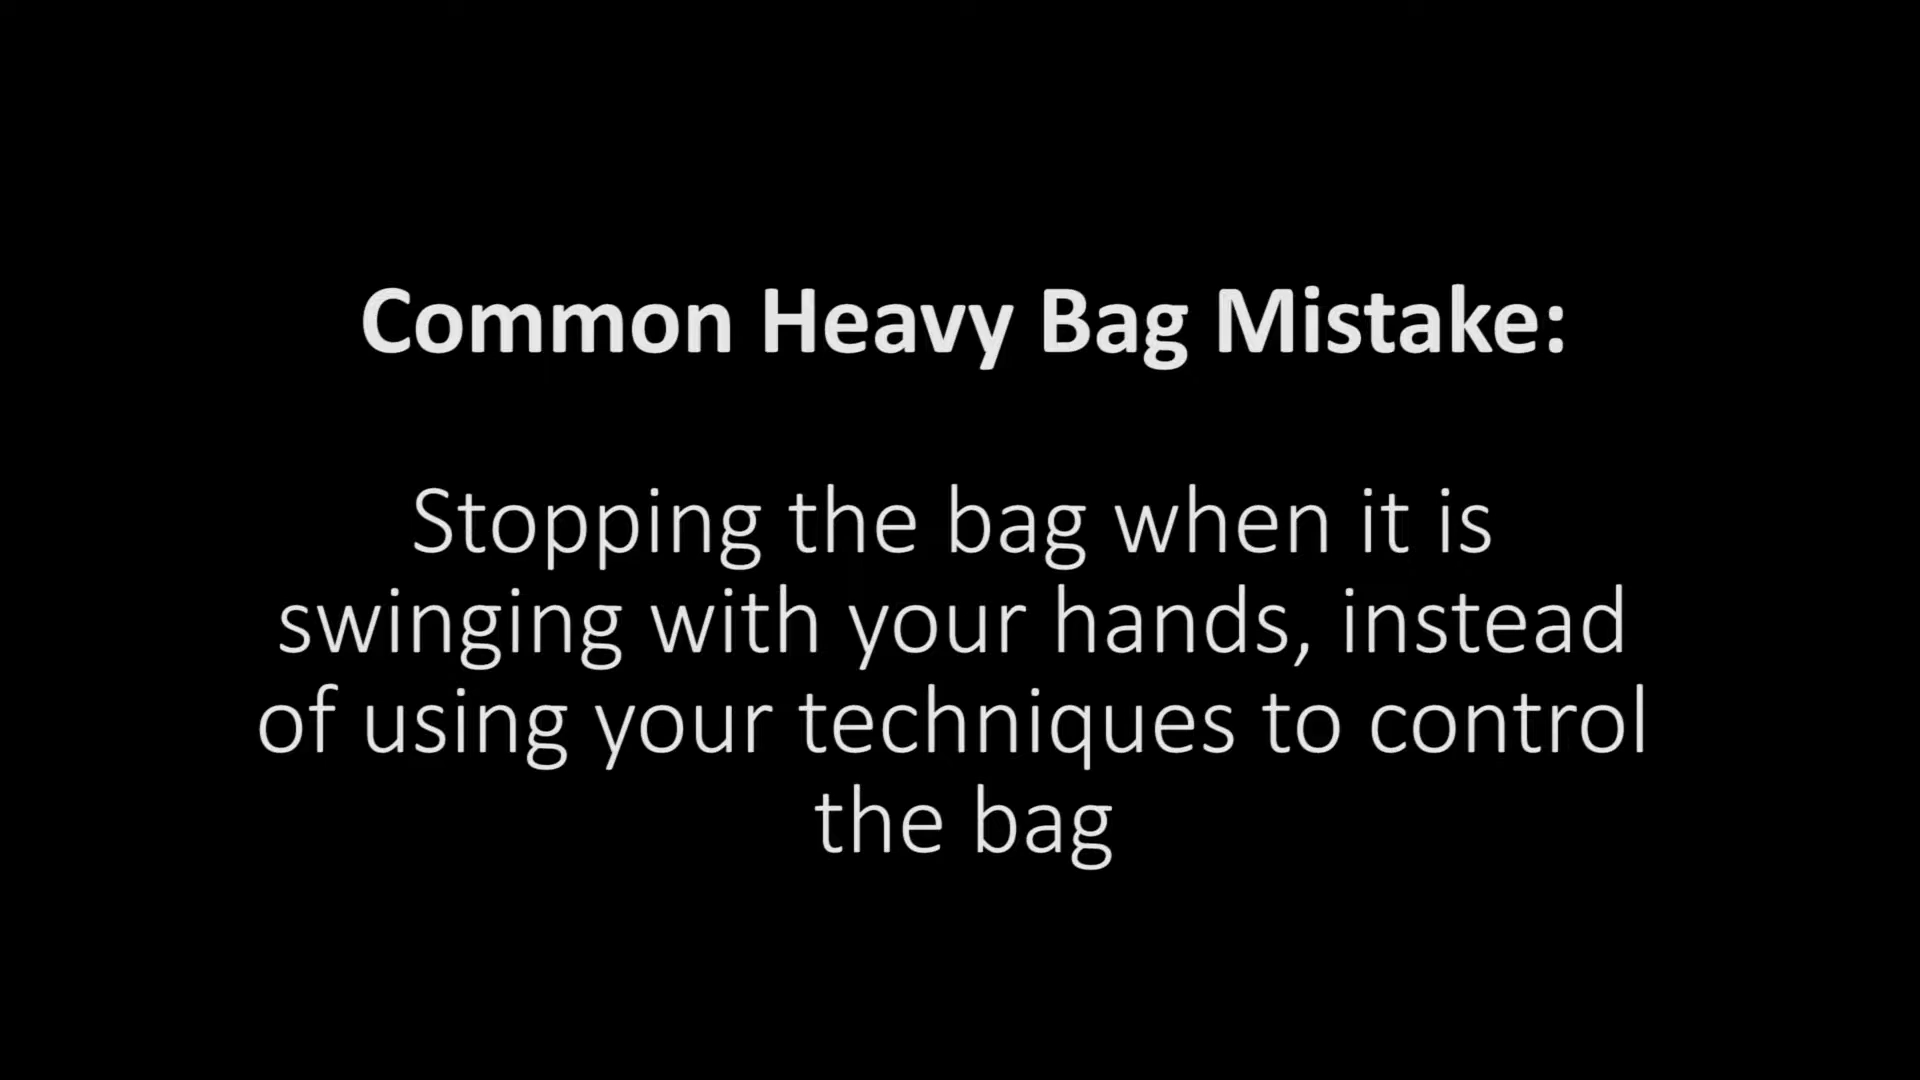 Common Heavy Bag Mistake:
Stopping the bag when it is
swinging with your hands, instead
of using your techniques to control
the bag